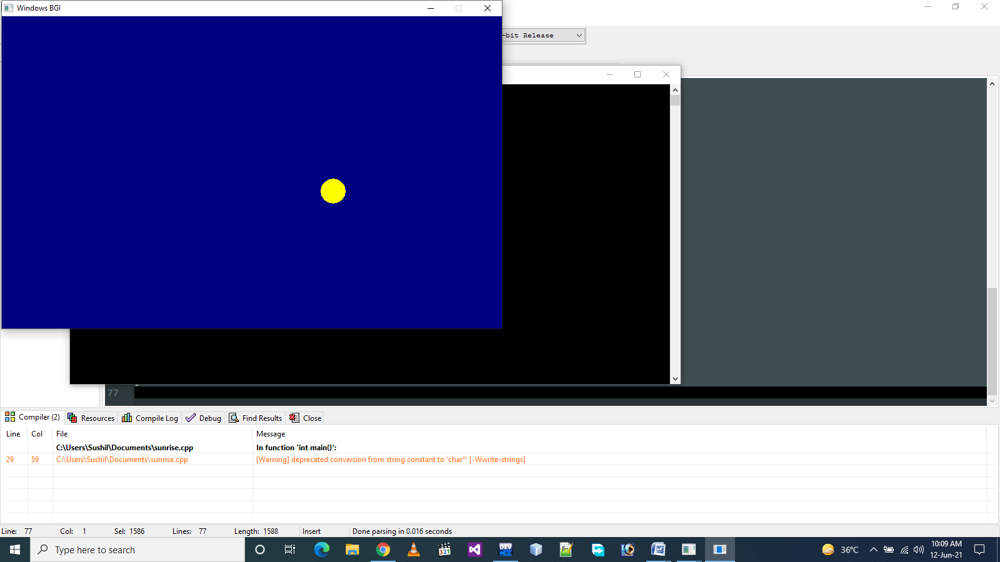 Windows BGI
-bit Release
77
Compiler (2) Resources Compile Log Debug Find Results Close
Line Col File Message
C:\Users\Sushil\Documents\sunrise.cpp In function 'int main()':
29 59 C:\Users\Sushil\Documents\sunrise.cpp [Warning] deprecated conversion from string constant to 'char*' [-Wwrite-strings]
Line: 77 Col: 1 Sel: 1586 Lines: 77 Length: 1588 Insert Done parsing in 0.016 seconds
Type here to search
321
DEV
36°C
10:09 AM
12-Jun-21